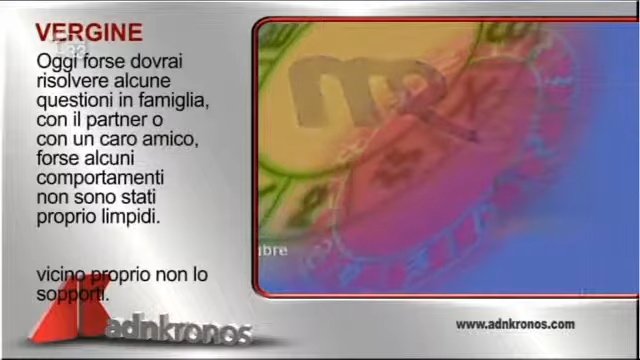 VERGINE
Oggi forse dovrai
risolvere alcune
questioni in famiglia,
con il partner o
con un caro amico,
forse alcuni
comportamenti
non sono stati
proprio limpidi.
vicino proprio non lo
sopporti.
adnkronos
www.adnkronos.com